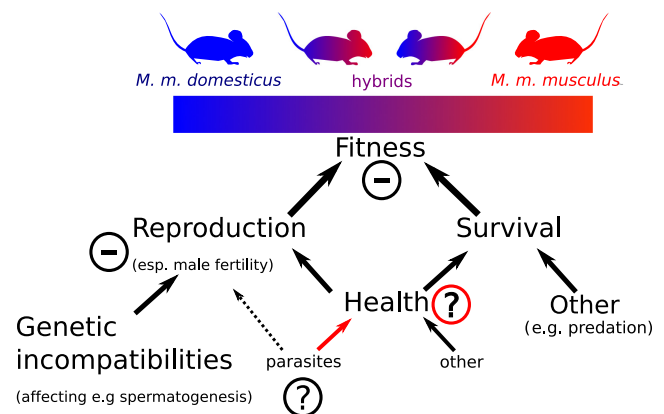 M. m. domesticus
hybrids
M. m. musculus
Fitness
−
Reproduction
−
(esp. male fertility)
Survival
Health ?
Other
(e.g. predation)
Genetic
incompatibilities
(affecting e.g spermatogenesis)
parasites
?
other